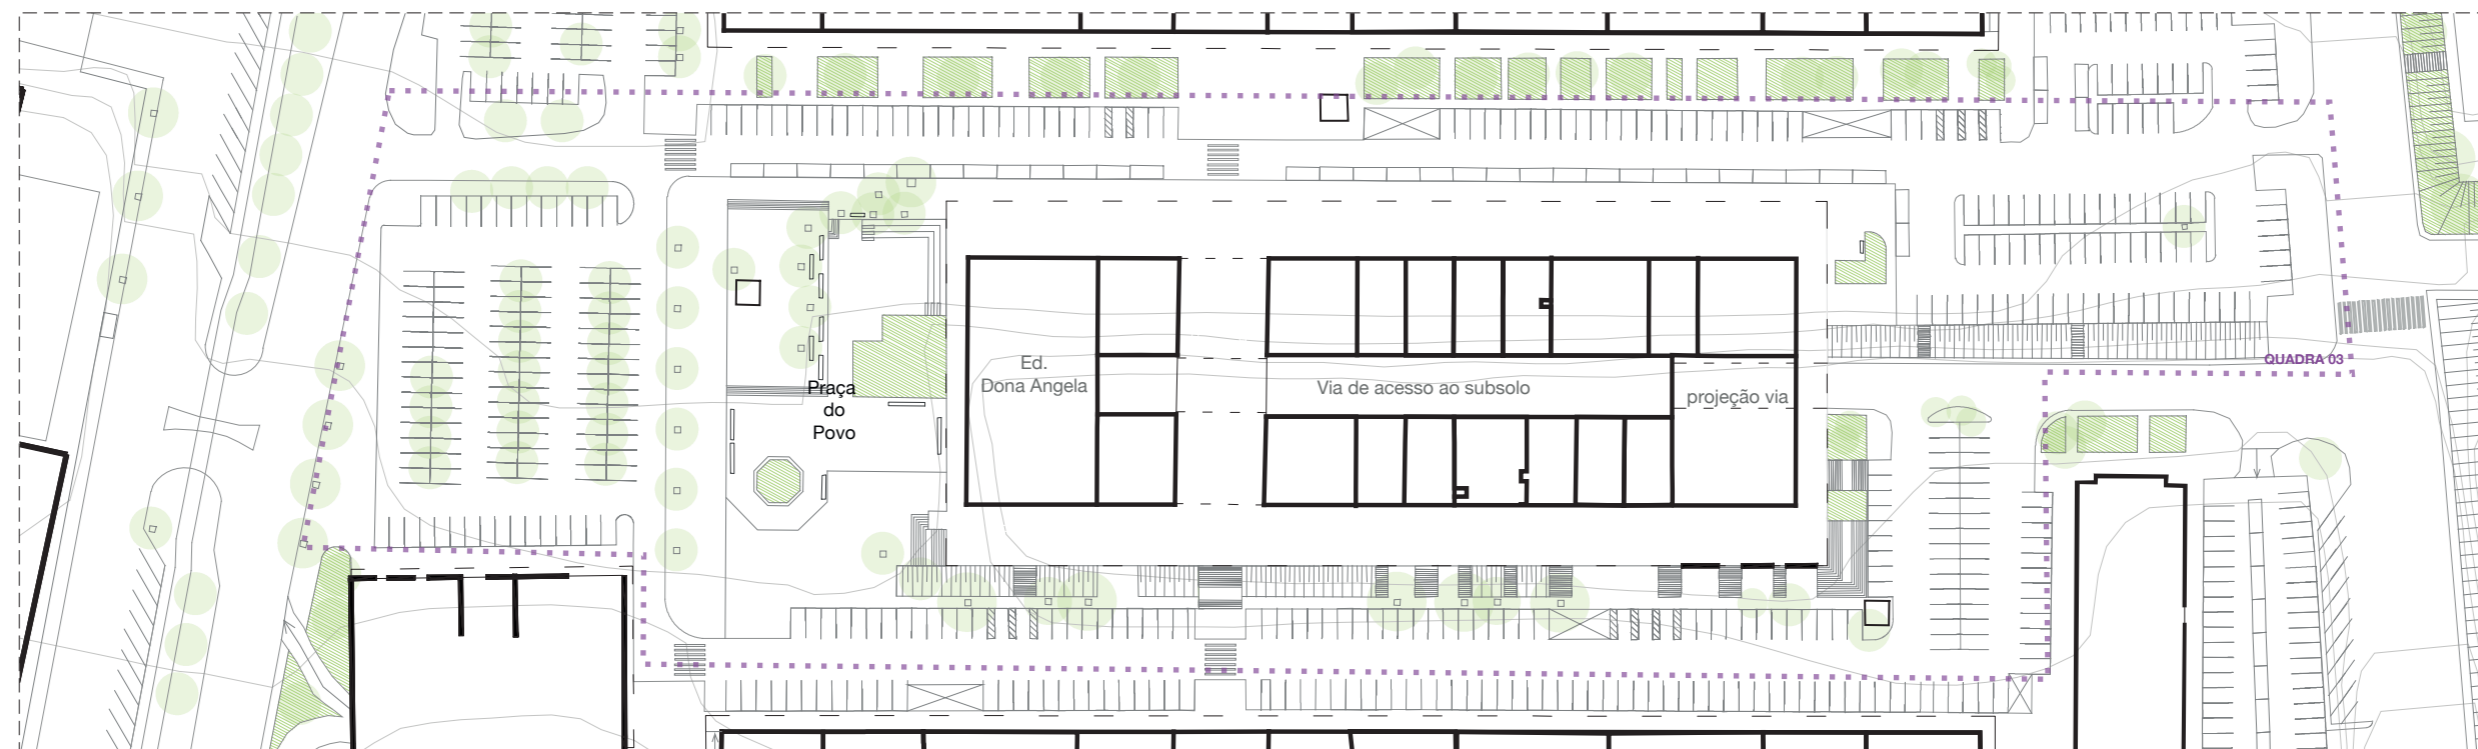 QUADRA 03
Ed.
Dona Angela
Via de acesso ao subsolo
projeção via
Praça
do
Povo